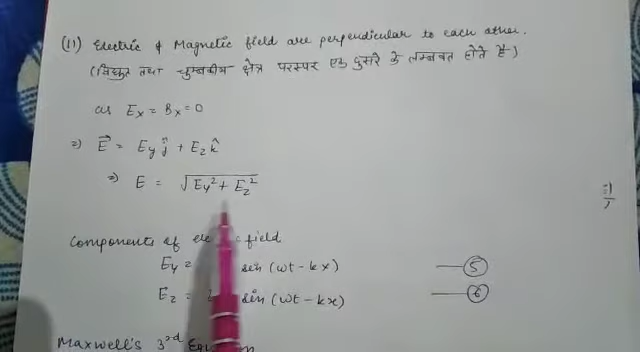 (11) Electric & Magnetic field are perpendicular to each other.
(विद्युत तथा चुम्बकीय क्षेत्र परस्पर एक दुसरे के लम्बवत होते है)
as Ex = Bx = 0
⇒ E⃗ = Ey ĵ + Ez k̂
⇒ E = √(Ey² + Ez²)
Components of field
Ey = sin (ωt - kx) — (5)
Ez = sin (ωt - kx) — (6)
Maxwell's 3rd Equation